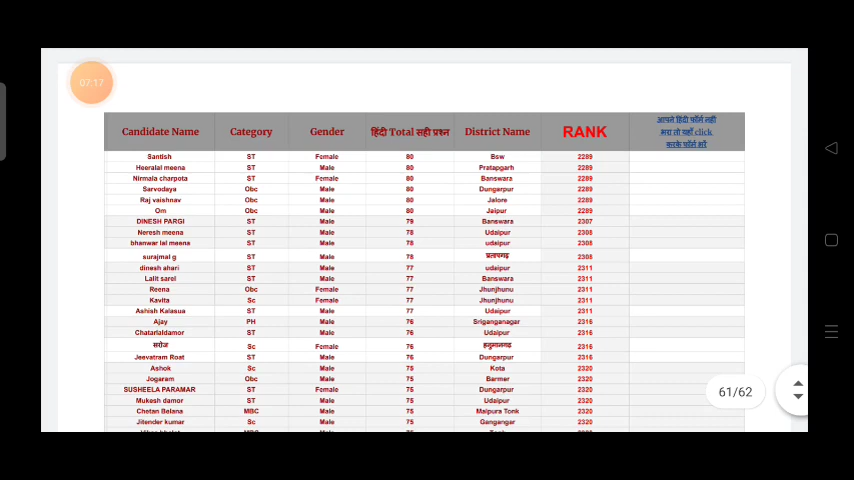 07:17
Candidate Name Category Gender हिंदी Total सही प्रश्न District Name RANK आपने हिंदी फॉर्म नहीं
भरा तो यहाँ click
करके फॉर्म भरें
Santish ST Female 80 Bsw 2289
Heeralal meena ST Male 80 Pratapgarh 2289
Nirmala charpota ST Female 80 Banswara 2289
Sarvodaya Obc Male 80 Dungarpur 2289
Raj vaishnav Obc Male 80 Jalore 2289
Om Obc Male 80 Jaipur 2289
DINESH PARGI ST Male 79 Banswara 2307
Neresh meena ST Male 78 Udaipur 2308
bhanwar lal meena ST Male 78 udaipur 2308
surajmal g ST Male 78 प्रतापगढ़ 2308
dinesh ahari ST Male 77 udaipur 2311
Lalit sarel ST Male 77 Banswara 2311
Reena Obc Female 77 Jhunjhunu 2311
Kavita Sc Female 77 Jhunjhunu 2311
Ashish Kalasua ST Male 77 Udaipur 2311
Ajay PH Male 76 Sriganganagar 2316
Chatarlaldamor ST Male 76 Udaipur 2316
सरोज Sc Female 76 हनुमानगढ़ 2316
Jeevatram Roat ST Male 76 Dungarpur 2316
Ashok Sc Male 75 Kota 2320
Jogaram Obc Male 75 Barmer 2320
SUSHEELA PARAMAR ST Female 75 Dungarpur 2320
Mukesh damor ST Male 75 Udaipur 2320
Chetan Belana MBC Male 75 Malpura Tonk 2320
Jitender kumar Sc Male 75 Gangangar 2320
61/62